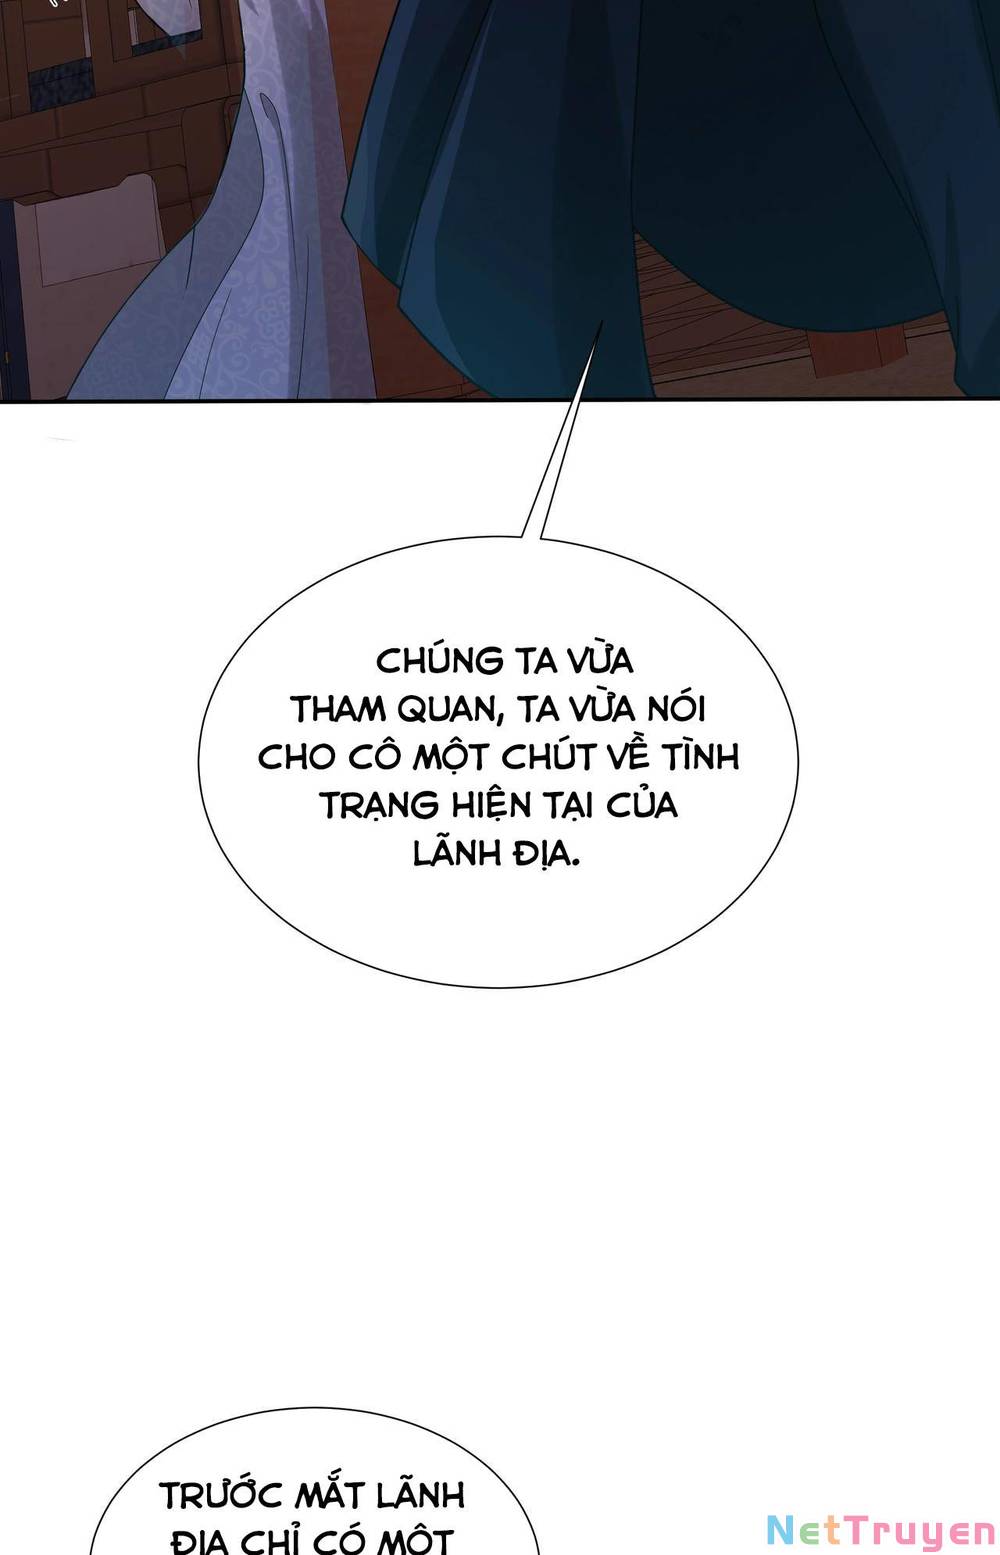 CHÚNG TA VỪA
THAM QUAN, TA VỪA NÓI
CHO CÔ MỘT CHÚT VỀ TÌNH
TRẠNG HIỆN TẠI CỦA
LÃNH ĐỊA.
TRƯỚC MẮT LÃNH
ĐỊA CHỈ CÓ MỘT
NetTruyen